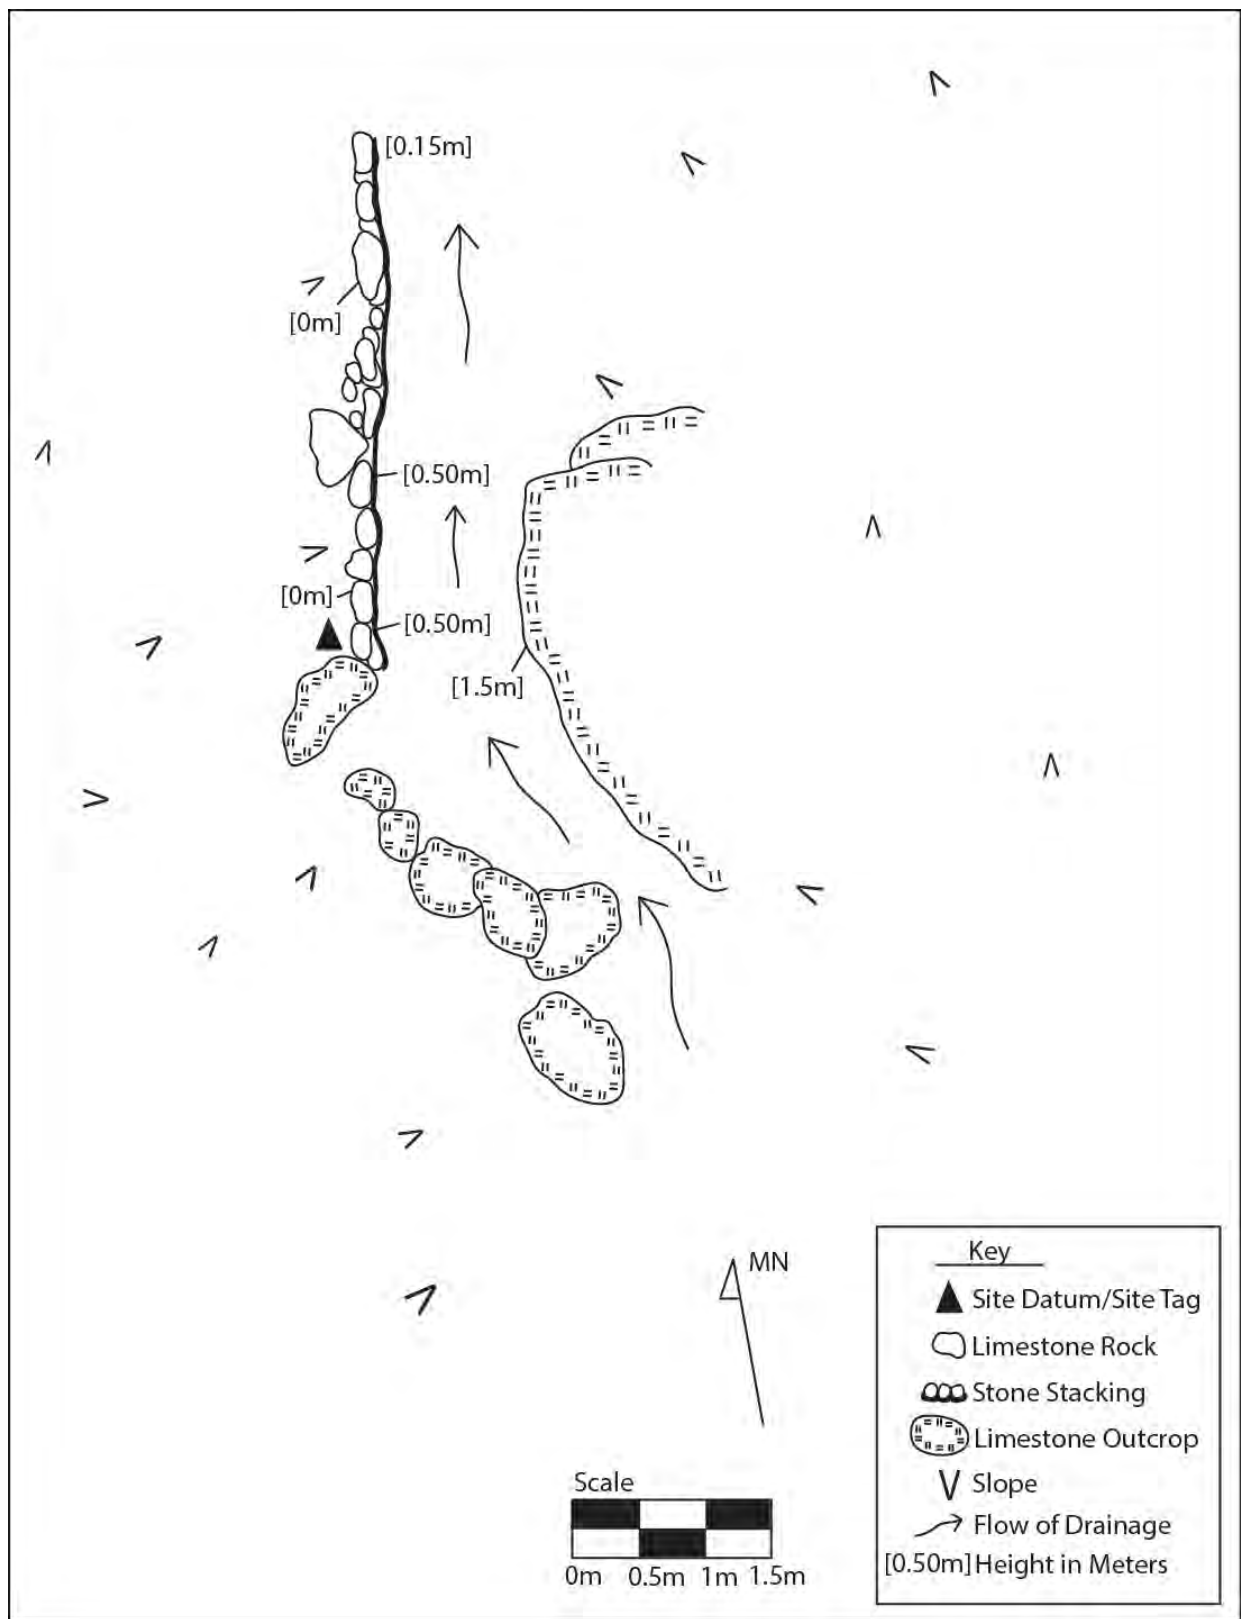 [0.15m]
[0m]
[0.50m]
[0m]
[0.50m]
[1.5m]
MN
Key
Site Datum/Site Tag
Limestone Rock
Stone Stacking
Limestone Outcrop
Slope
Flow of Drainage
[0.50m] Height in Meters
Scale
0m 0.5m 1m 1.5m